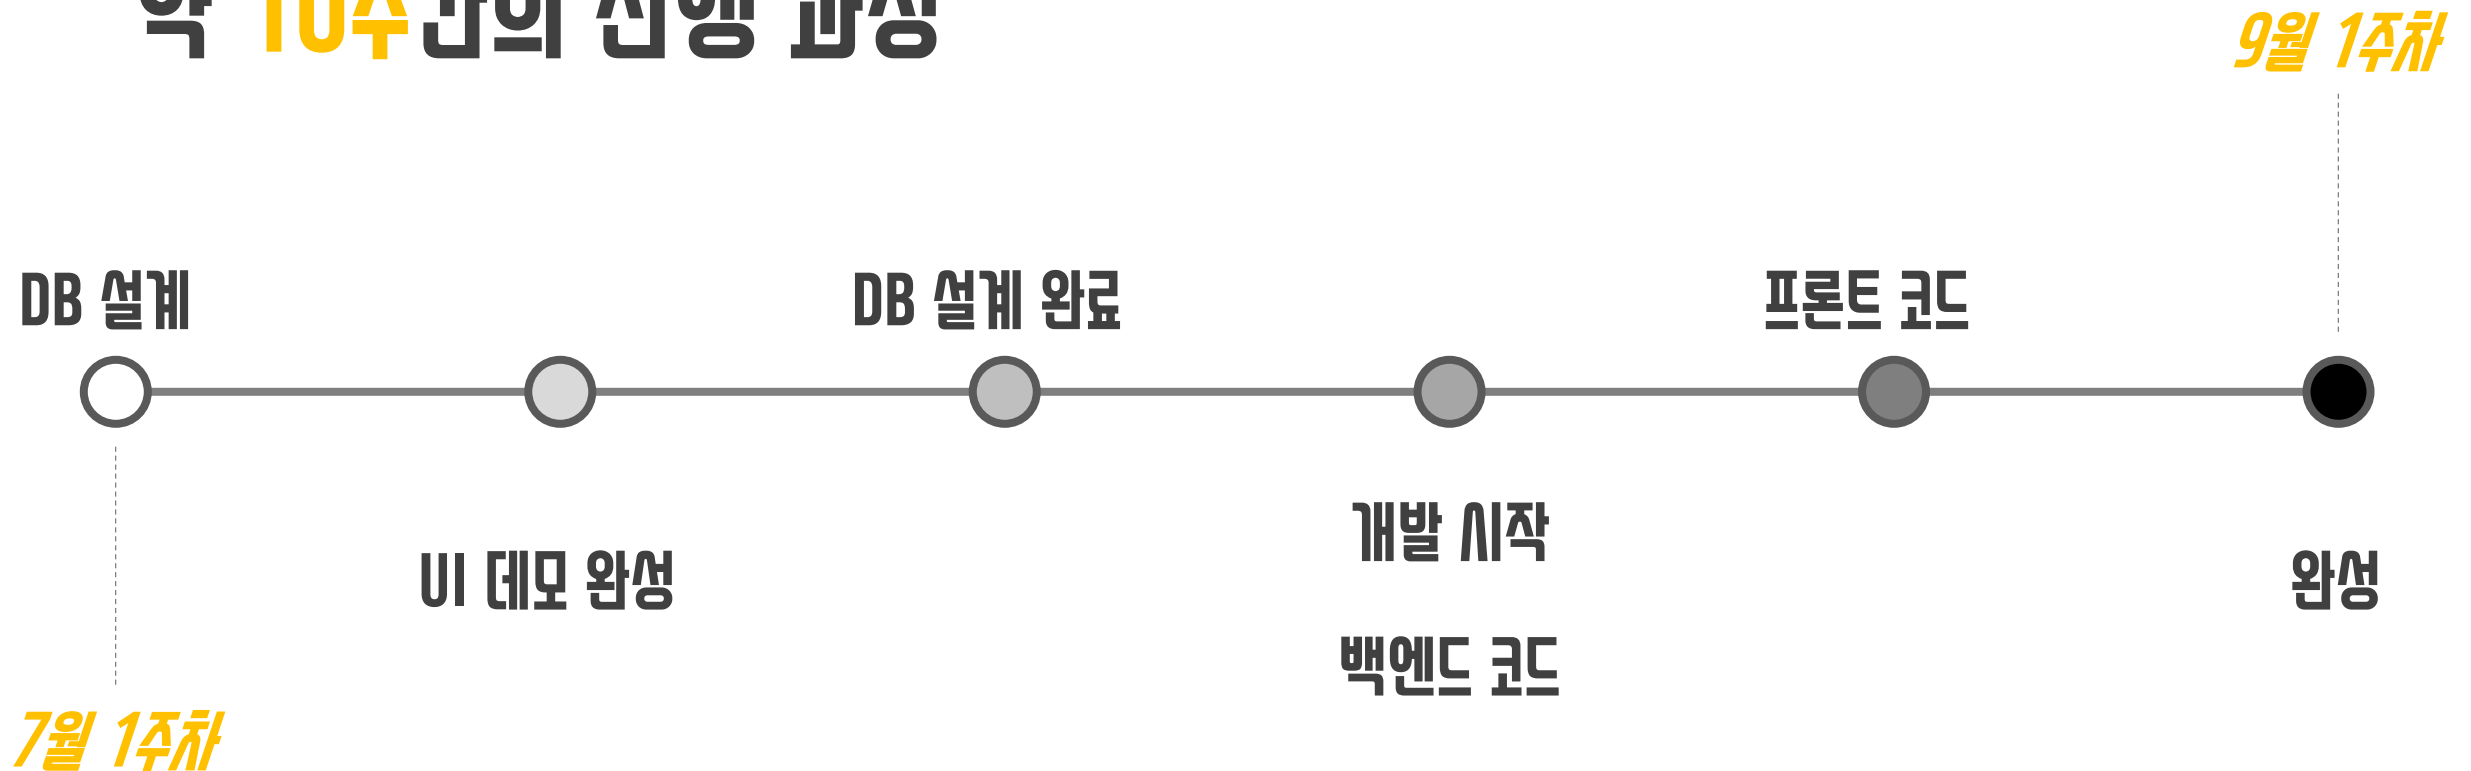 약 10주간의 진행 과정
9월 1주차
DB 설계
DB 설계 완료
프론트 코드
개발 시작
UI 데모 완성
완성
백엔드 코드
7월 1주차